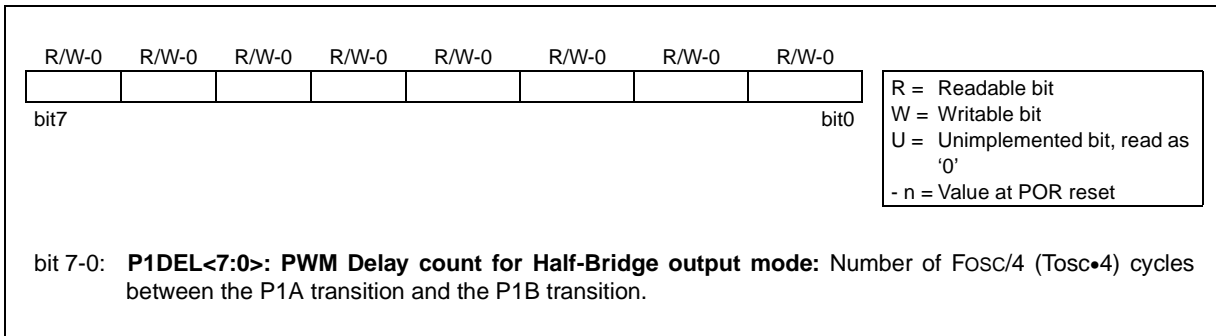 R/W-0 R/W-0 R/W-0 R/W-0 R/W-0 R/W-0 R/W-0 R/W-0
bit7 bit0
R = Readable bit
W = Writable bit
U = Unimplemented bit, read as
‘0’
- n = Value at POR reset
bit 7-0: P1DEL<7:0>: PWM Delay count for Half-Bridge output mode: Number of FOSC/4 (Tosc•4) cycles
between the P1A transition and the P1B transition.